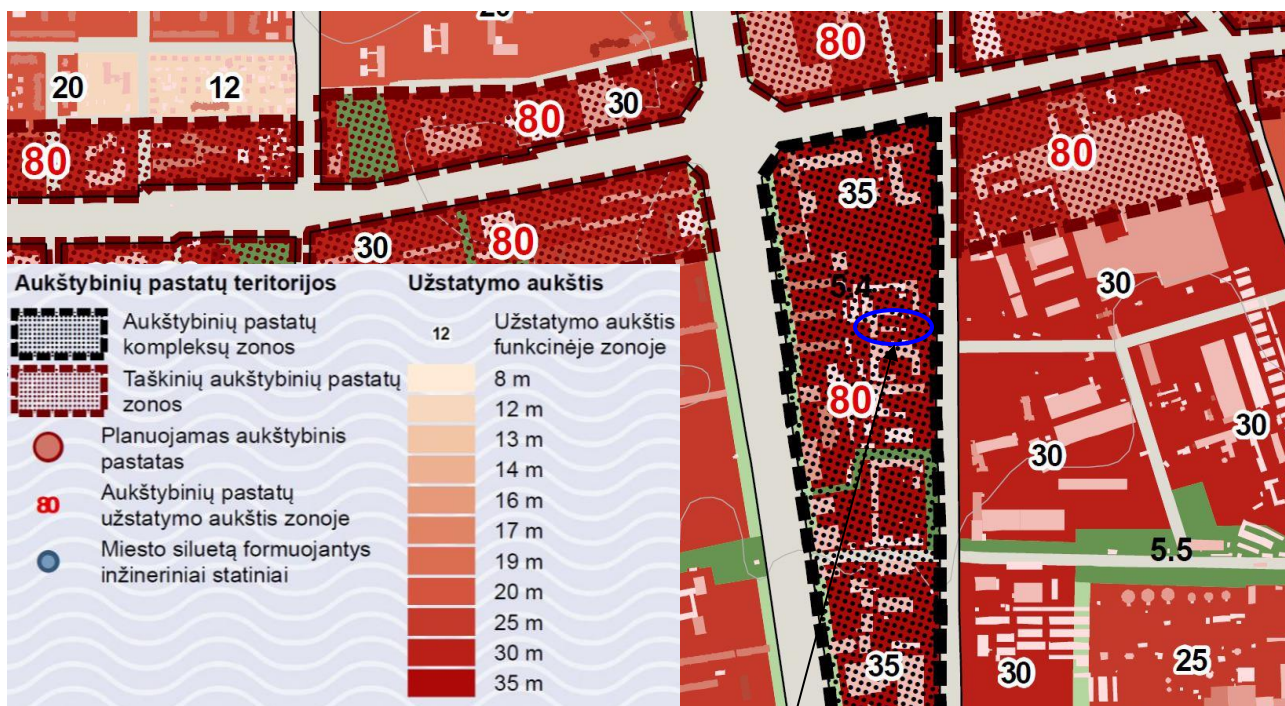 20
80
20
12
80
30
80
80
35
30
80
30
5.4
80
30
30
5.5
35
30
25
Aukštybinių pastatų teritorijos
Aukštybinių pastatų
kompleksų zonos
Taškinių aukštybinių pastatų
zonos
Planuojamas aukštybinis
pastatas
80 Aukštybinių pastatų
užstatymo aukštis zonoje
Miesto siluetą formuojantys
inžineriniai statiniai
Užstatymo aukštis
12 Užstatymo aukštis
funkcinėje zonoje
8 m
12 m
13 m
14 m
16 m
17 m
19 m
20 m
25 m
30 m
35 m